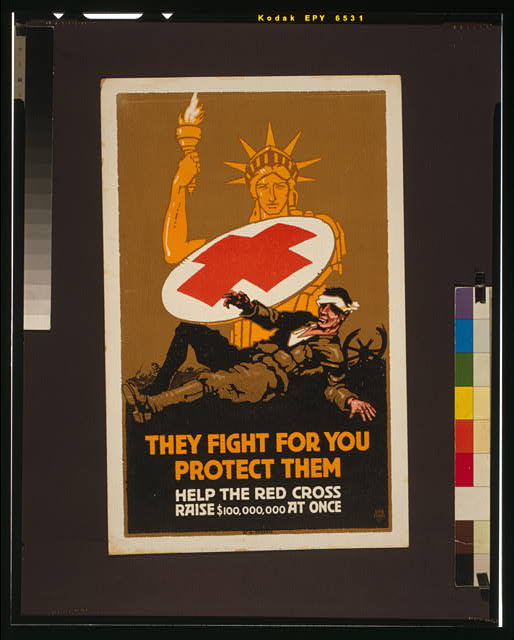 Kodak EPY 6531
THEY FIGHT FOR YOU
PROTECT THEM
HELP THE RED CROSS
RAISE $100,000,000 AT ONCE